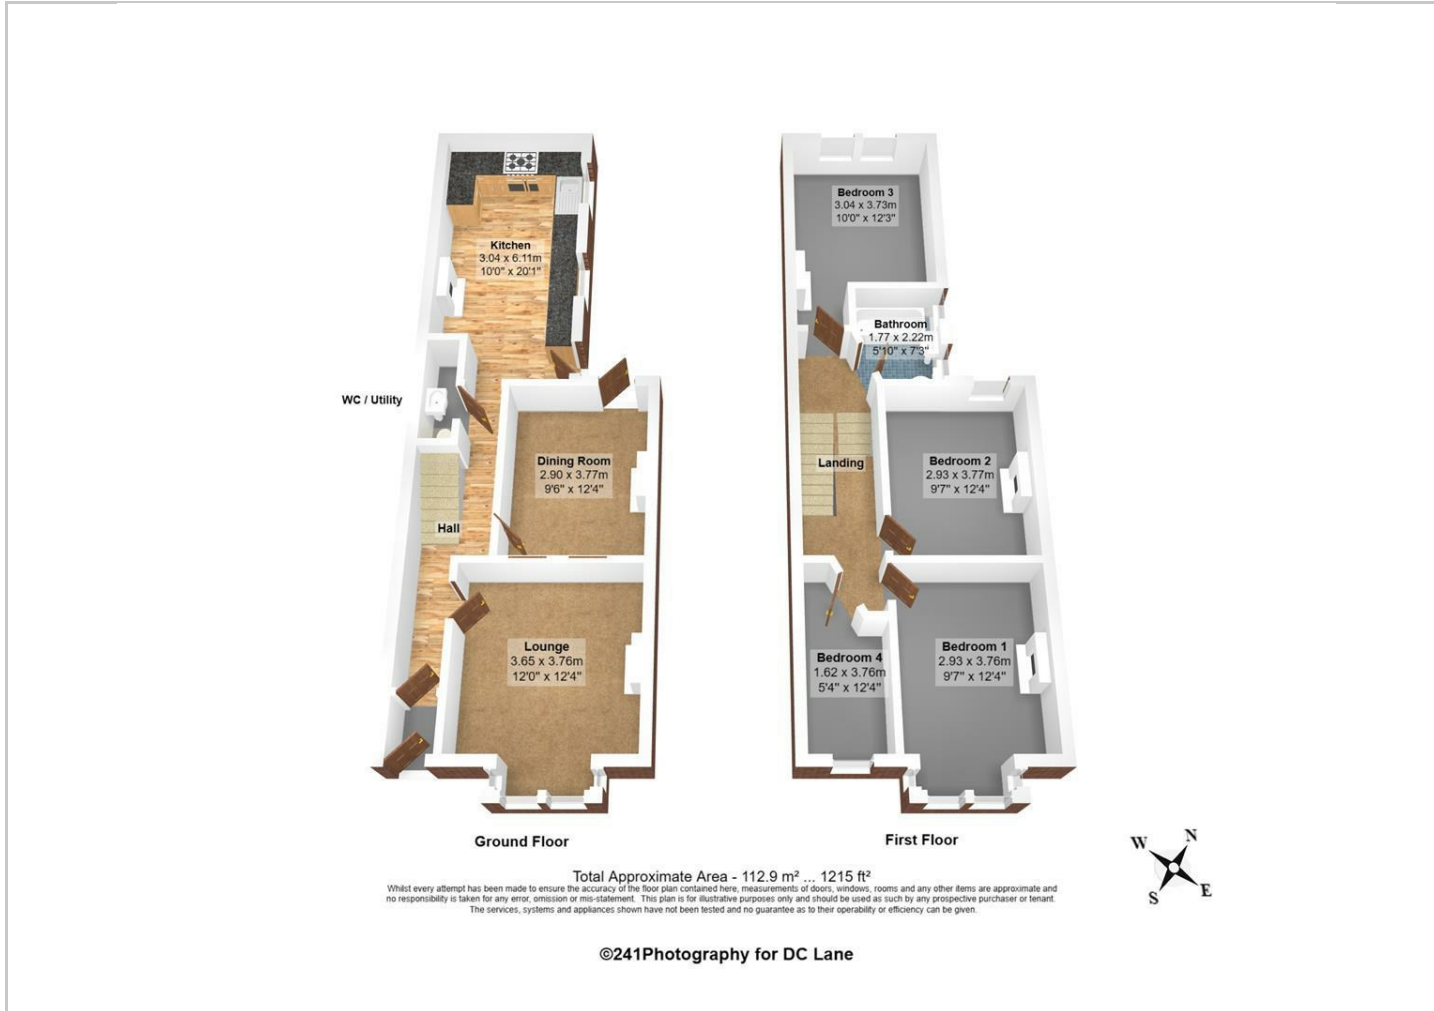 Kitchen
3.04 x 6.11m
10'0" x 20'1"
WC / Utility
Dining Room
2.90 x 3.77m
9'6" x 12'4"
Hall
Lounge
3.65 x 3.76m
12'0" x 12'4"
Ground Floor
Bedroom 3
3.04 x 3.73m
10'0" x 12'3"
Bathroom
1.77 x 2.22m
5'10" x 7'3"
Landing
Bedroom 2
2.93 x 3.77m
9'7" x 12'4"
Bedroom 4
1.62 x 3.76m
5'4" x 12'4"
Bedroom 1
2.93 x 3.76m
9'7" x 12'4"
First Floor
W N
S E
Total Approximate Area - 112.9 m² ... 1215 ft²
Whilst every attempt has been made to ensure the accuracy of the floor plan contained here, measurements of doors, windows, rooms and any other items are approximate and
no responsibility is taken for any error, omission or mis-statement. This plan is for illustrative purposes only and should be used as such by any prospective purchaser or tenant.
The services, systems and appliances shown have not been tested and no guarantee as to their operability or efficiency can be given.
©241Photography for DC Lane